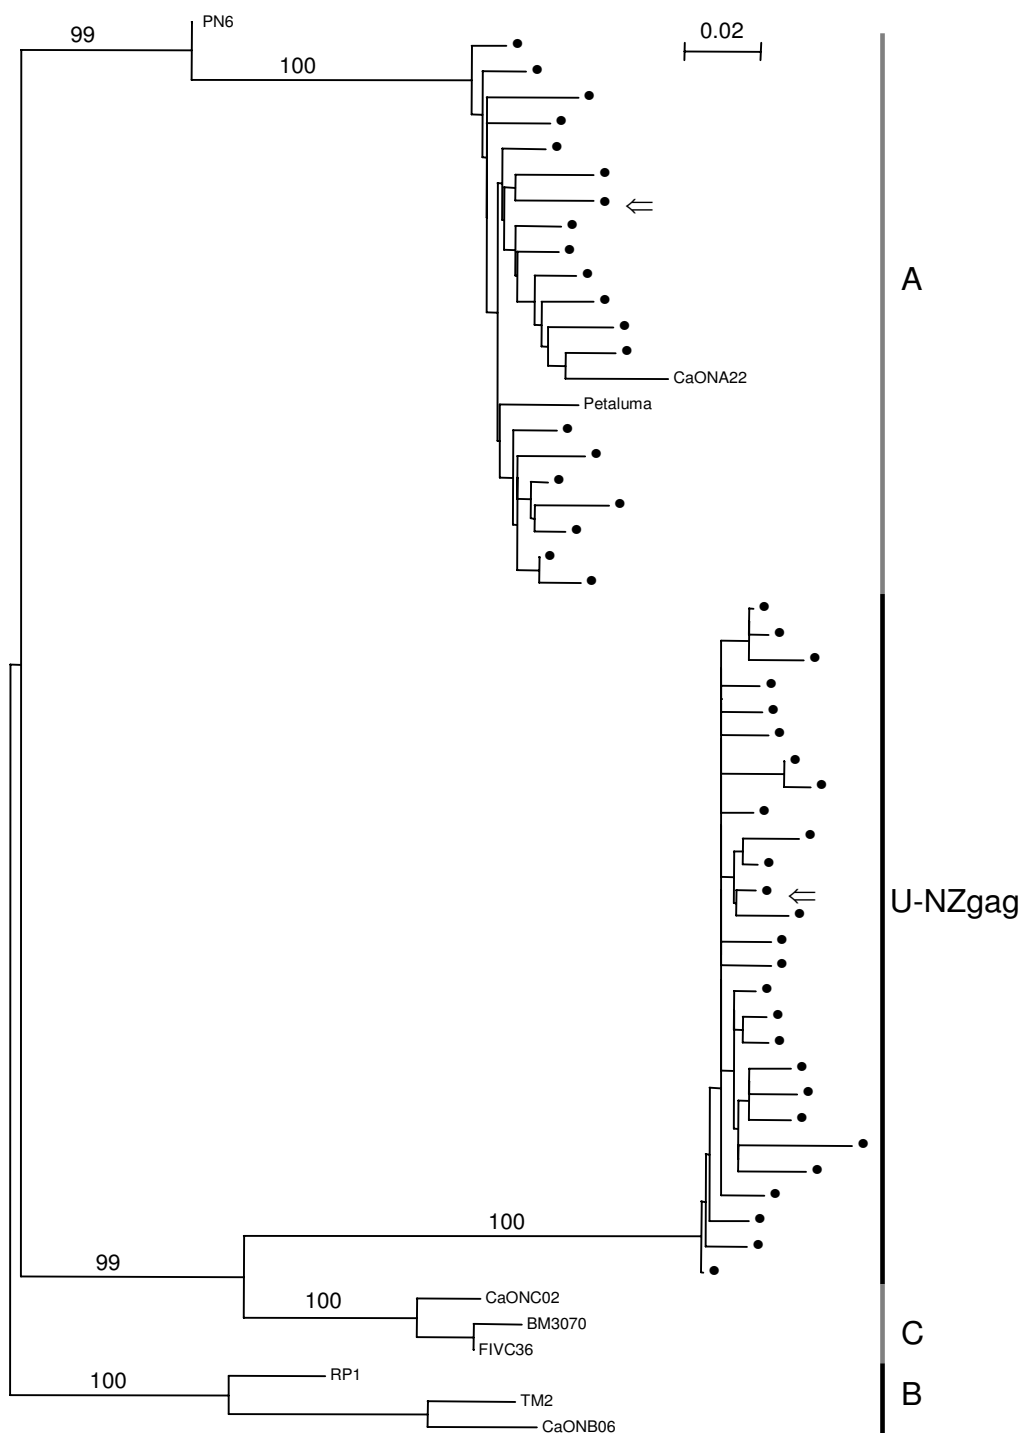 PN6
99
0.02
100
A
CaONA22
Petaluma
U-NZgag
100
99
CaONC02
100
BM3070
C
FIVC36
RP1
100
B
TM2
CaONB06